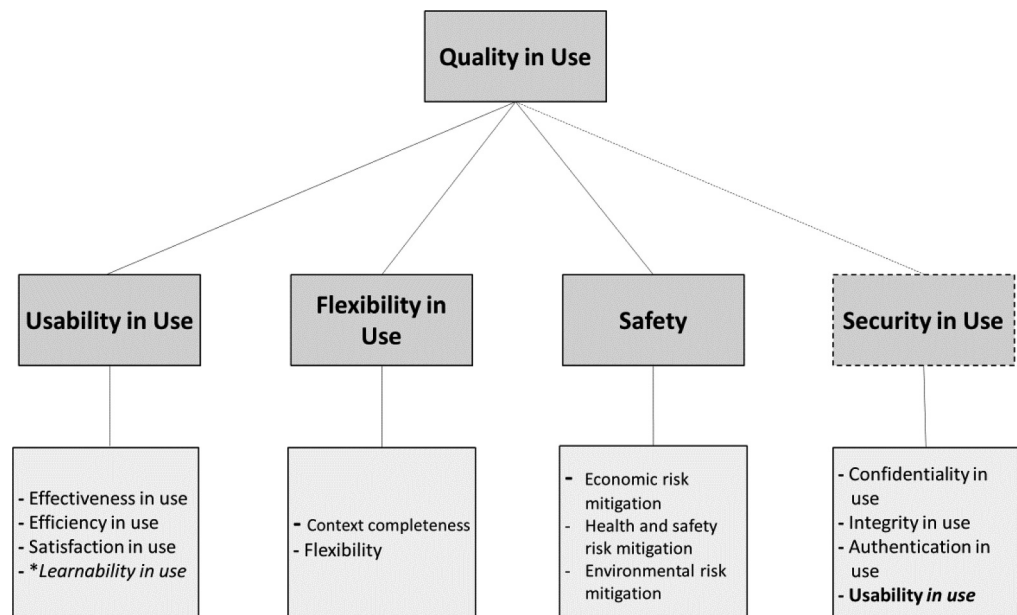 Quality in Use
Usability in Use
Flexibility in
Use
Safety
Security in Use
- Effectiveness in use
- Efficiency in use
- Satisfaction in use
- *Learnability in use
- Context completeness
- Flexibility
- Economic risk
mitigation
- Health and safety
risk mitigation
- Environmental risk
mitigation
- Confidentiality in
use
- Integrity in use
- Authentication in
use
- Usability in use